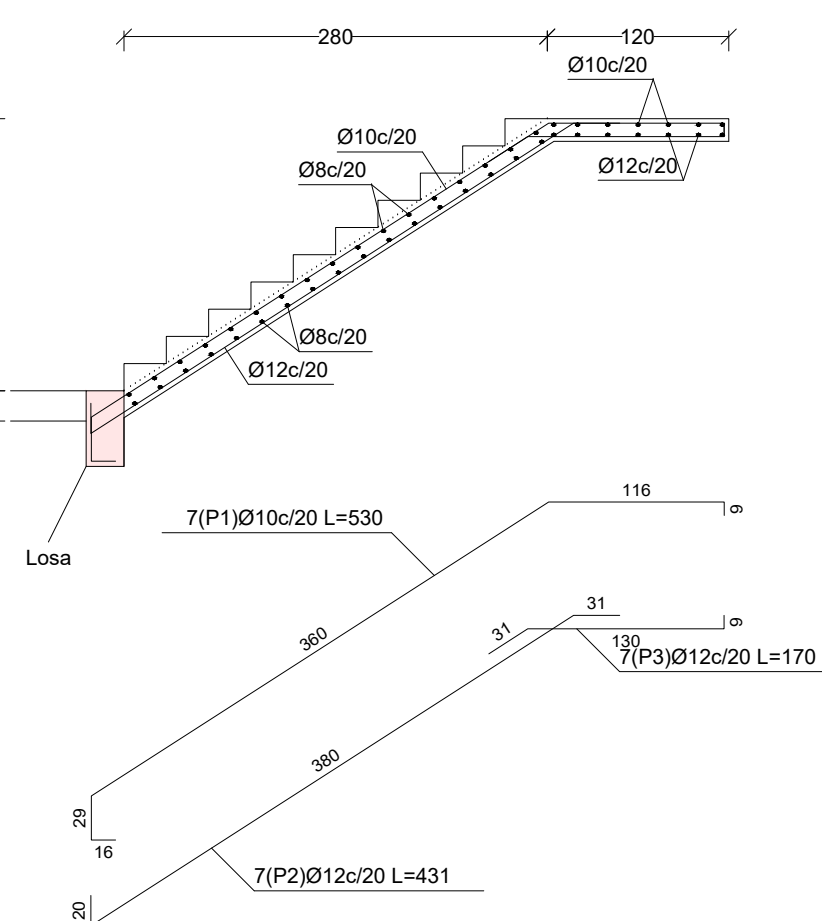 280
120
Ø10c/20
Ø10c/20
Ø8c/20
Ø12c/20
Ø8c/20
Ø12c/20
Losa
7(P1)Ø10c/20 L=530
116
9
360
29
16
31
31
9
130
7(P3)Ø12c/20 L=170
380
7(P2)Ø12c/20 L=431
20